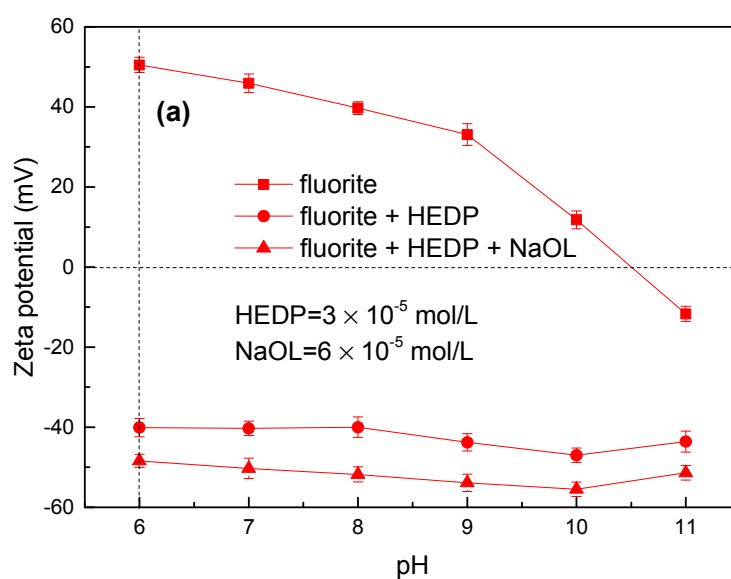 60
40
20
0
-20
-40
-60
Zeta potential (mV)
(a)
fluorite
fluorite + HEDP
fluorite + HEDP + NaOL
HEDP=3 × 10⁻⁵ mol/L
NaOL=6 × 10⁻⁵ mol/L
6 7 8 9 10 11
pH